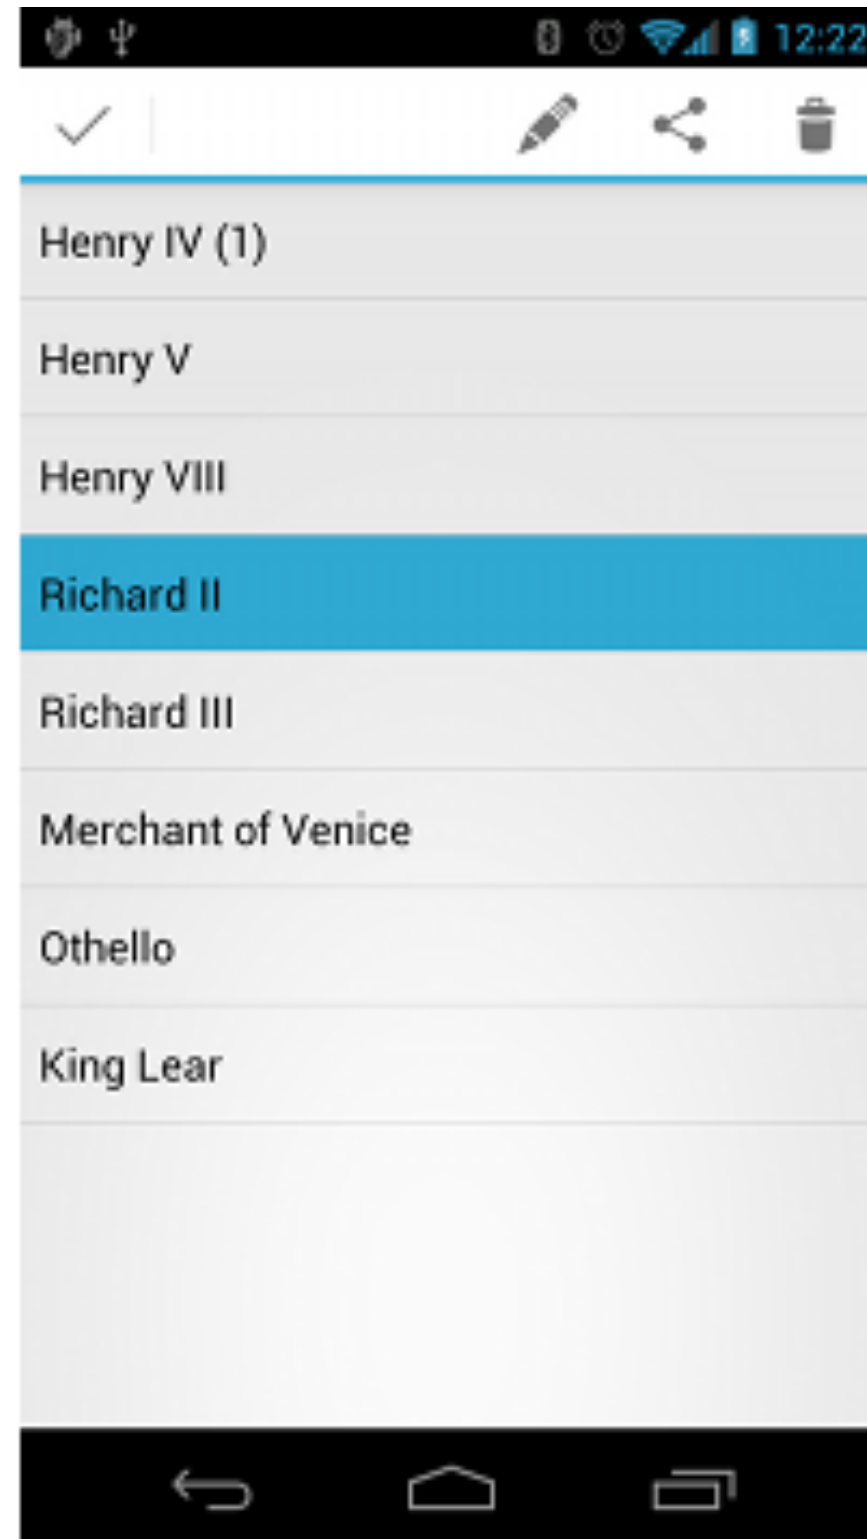 12:22
Henry IV (1)
Henry V
Henry VIII
Richard II
Richard III
Merchant of Venice
Othello
King Lear